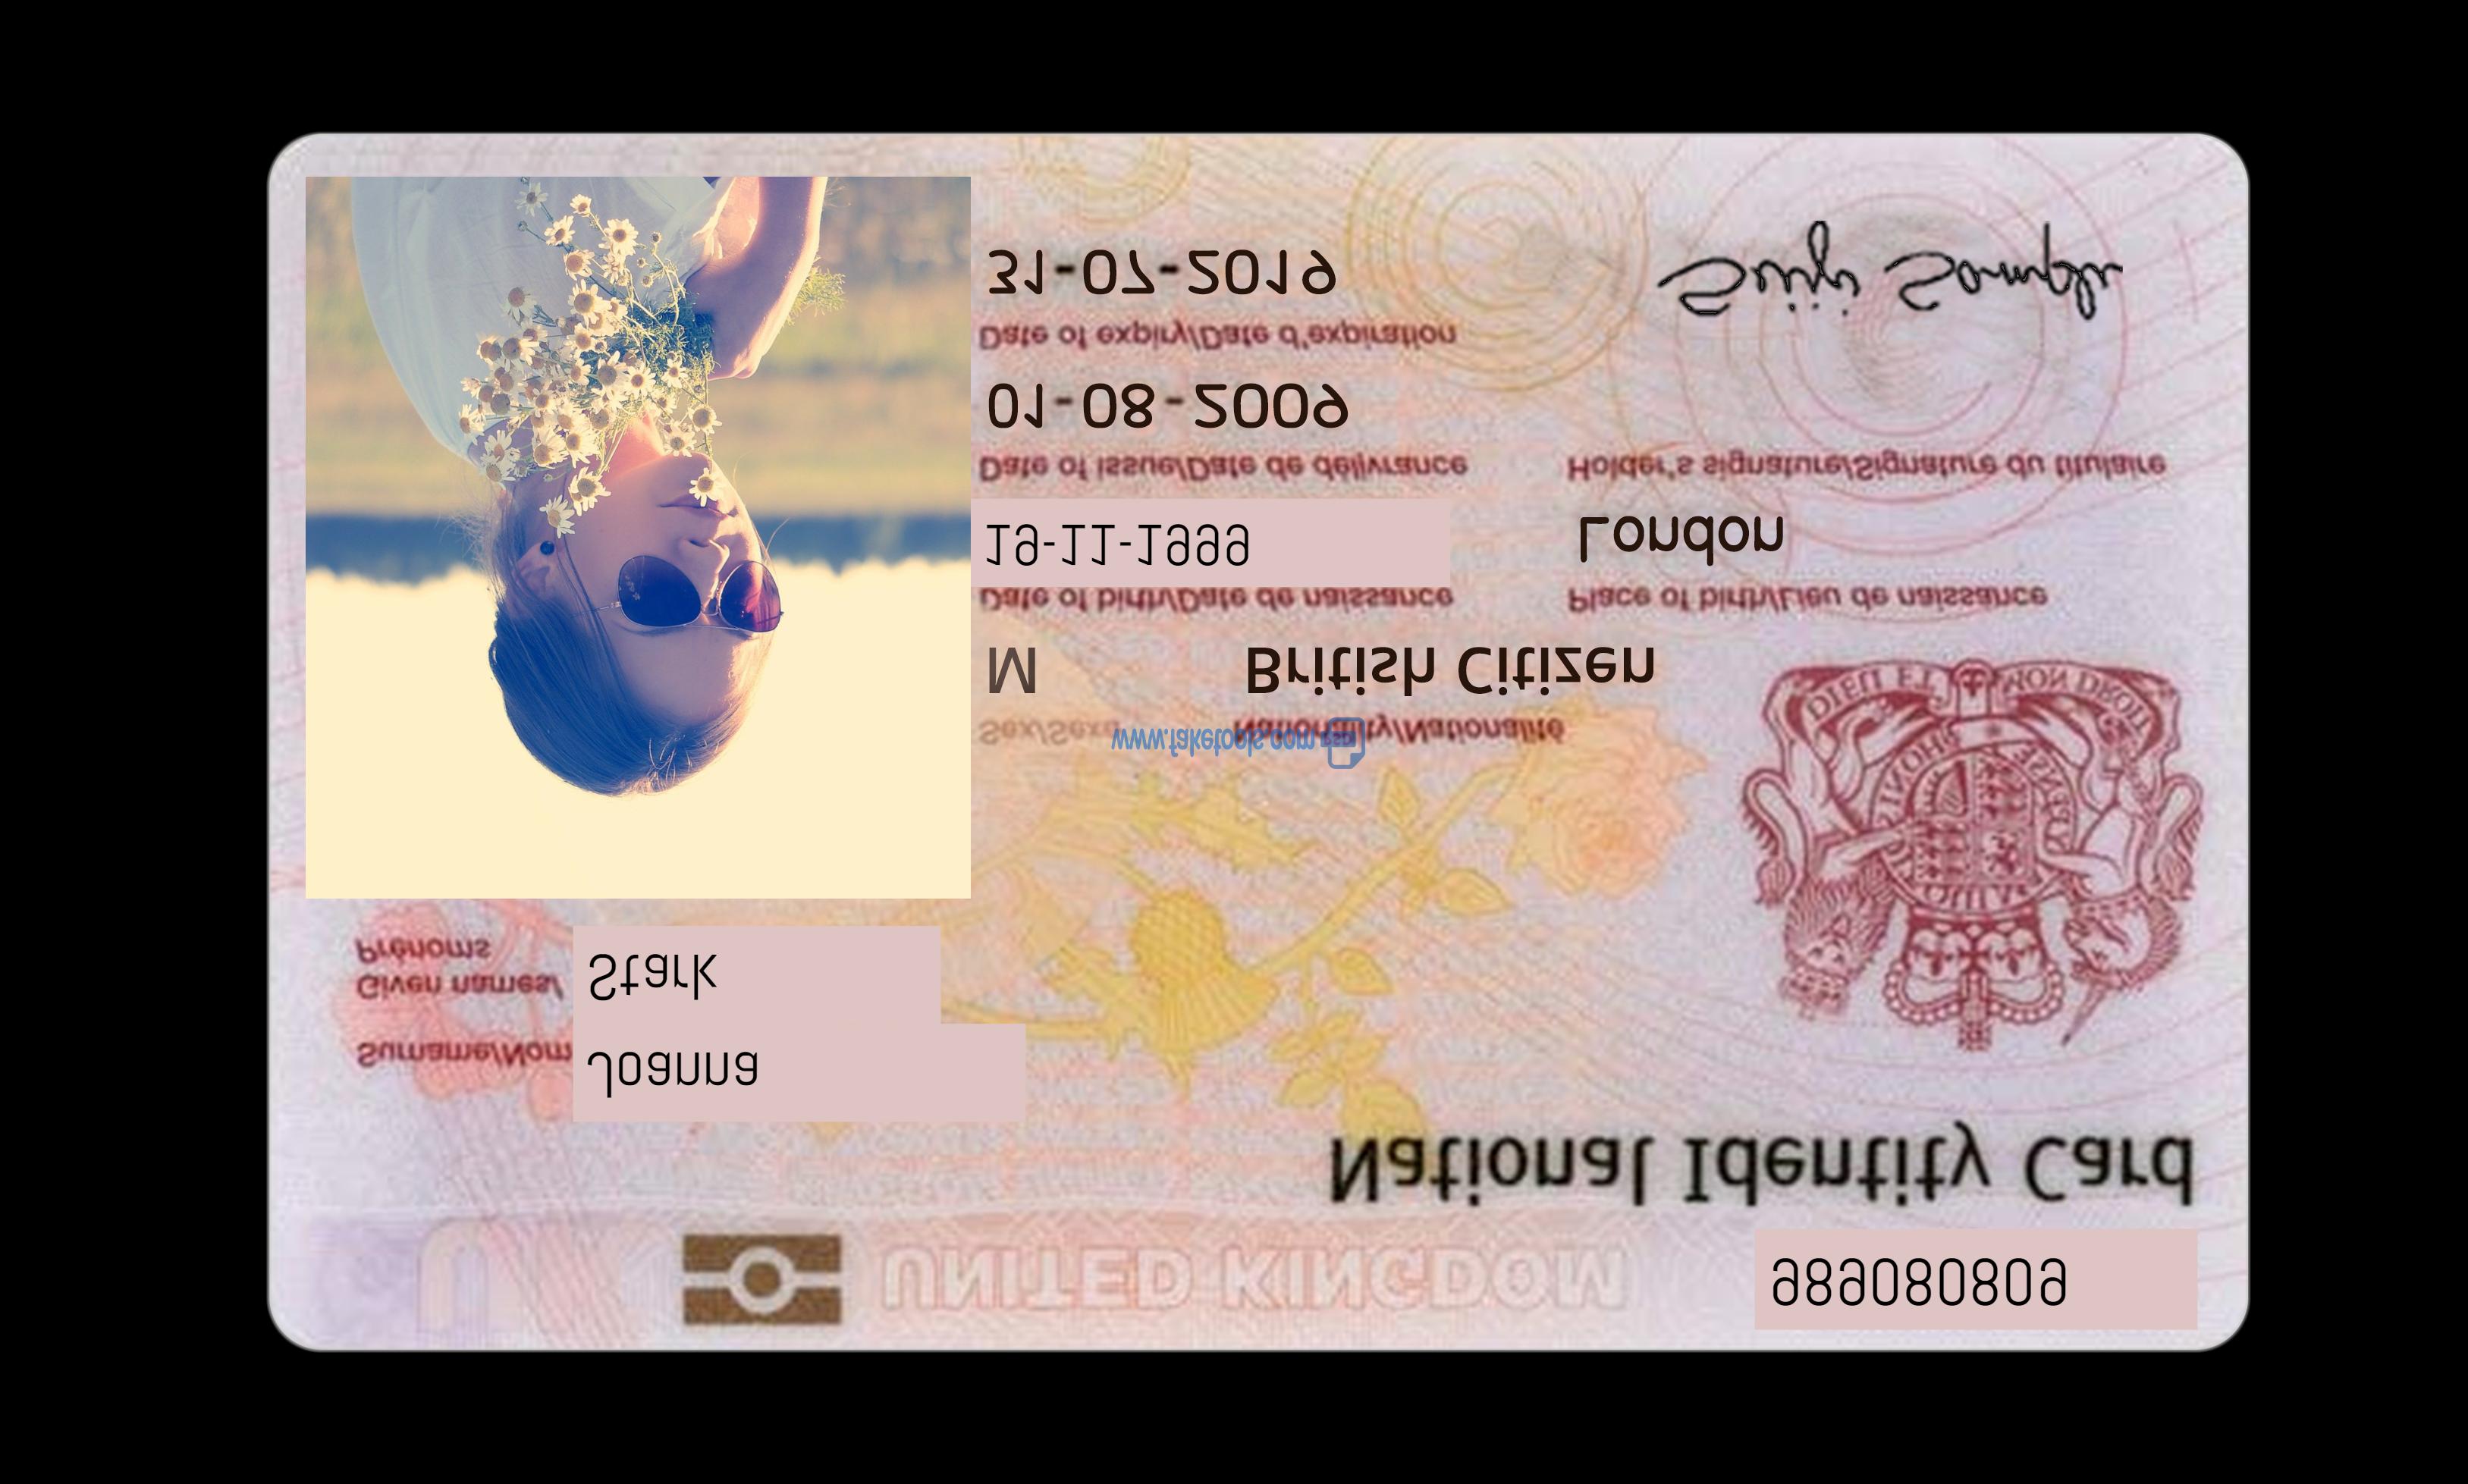 UNITED KINGDOM
989080809
National Identity Card
Surname/Nom
Joanna
Given names/
Prénoms
Stark
DIEU ET MON DROIT
Sex/Sexe
Nationality/Nationalité
www.faketools.com
M
British Citizen
Date of birth/Date de naissance
Place of birth/Lieu de naissance
19-11-1999
London
Date of issue/Date de délivrance
Holder's signature/Signature du titulaire
01-08-2009
Date of expiry/Date d'expiration
31-07-2019